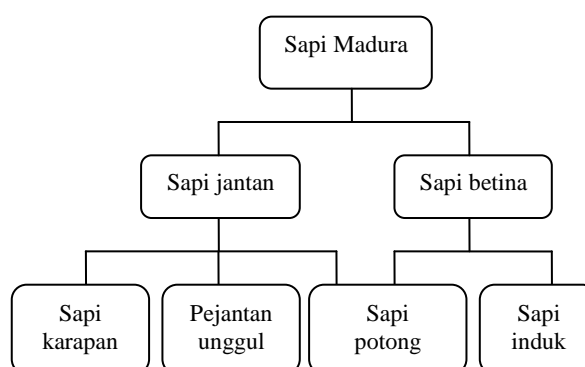 Sapi Madura
Sapi jantan
Sapi betina
Sapi
karapan
Pejantan
unggul
Sapi
potong
Sapi
induk